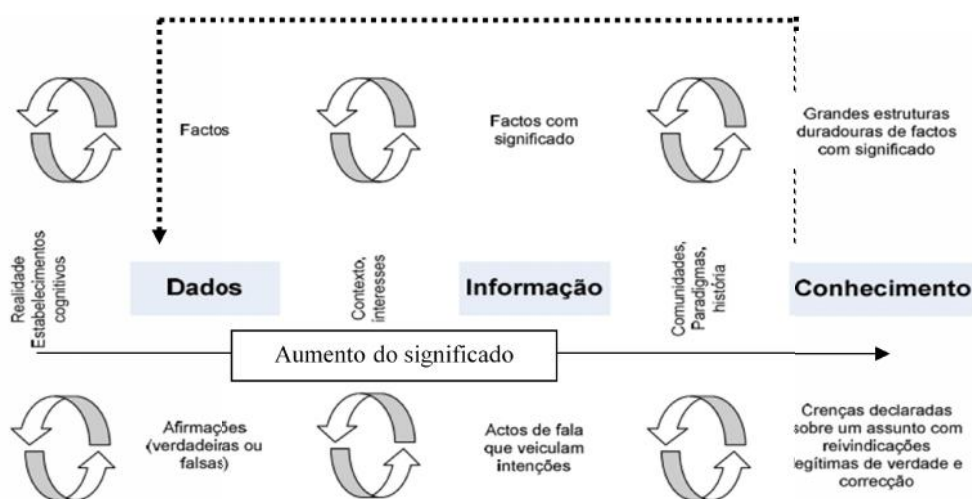 Factos
Factos com
significado
Grandes estruturas
duradouras de factos
com significado
Realidade
Estabelecimentos
cognitivos
Dados
Contexto,
interesses
Informação
Comunidades,
Paradigmas,
história
Conhecimento
Aumento do significado
Afirmações
(verdadeiras ou
falsas)
Actos de fala
que veiculam
intenções
Crenças declaradas
sobre um assunto com
reivindicações
legítimas de verdade e
correcção